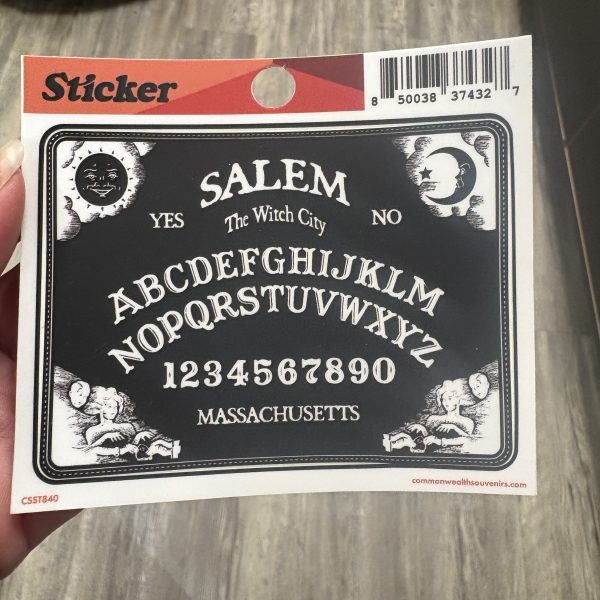 Sticker
8 50038 37432 7
SALEM
YES The Witch City NO
ABCDEFGHIJKLM
NOPQRSTUVWXYZ
1234567890
MASSACHUSETTS
CSST840 commonwealthsouvenirs.com